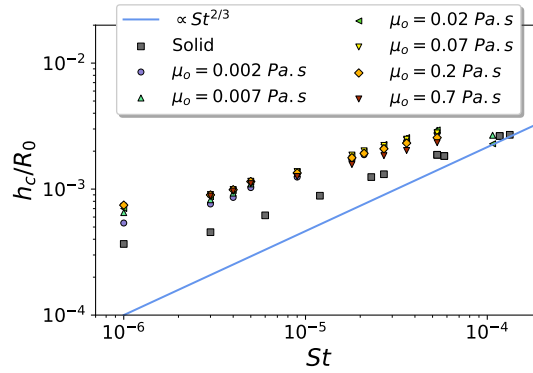 ∝ St^{2/3}
Solid
μ_o = 0.002 Pa.s
μ_o = 0.007 Pa.s
μ_o = 0.02 Pa.s
μ_o = 0.07 Pa.s
μ_o = 0.2 Pa.s
μ_o = 0.7 Pa.s
h_c/R_0
10^{-2}
10^{-3}
10^{-4}
10^{-6}
10^{-5}
10^{-4}
St